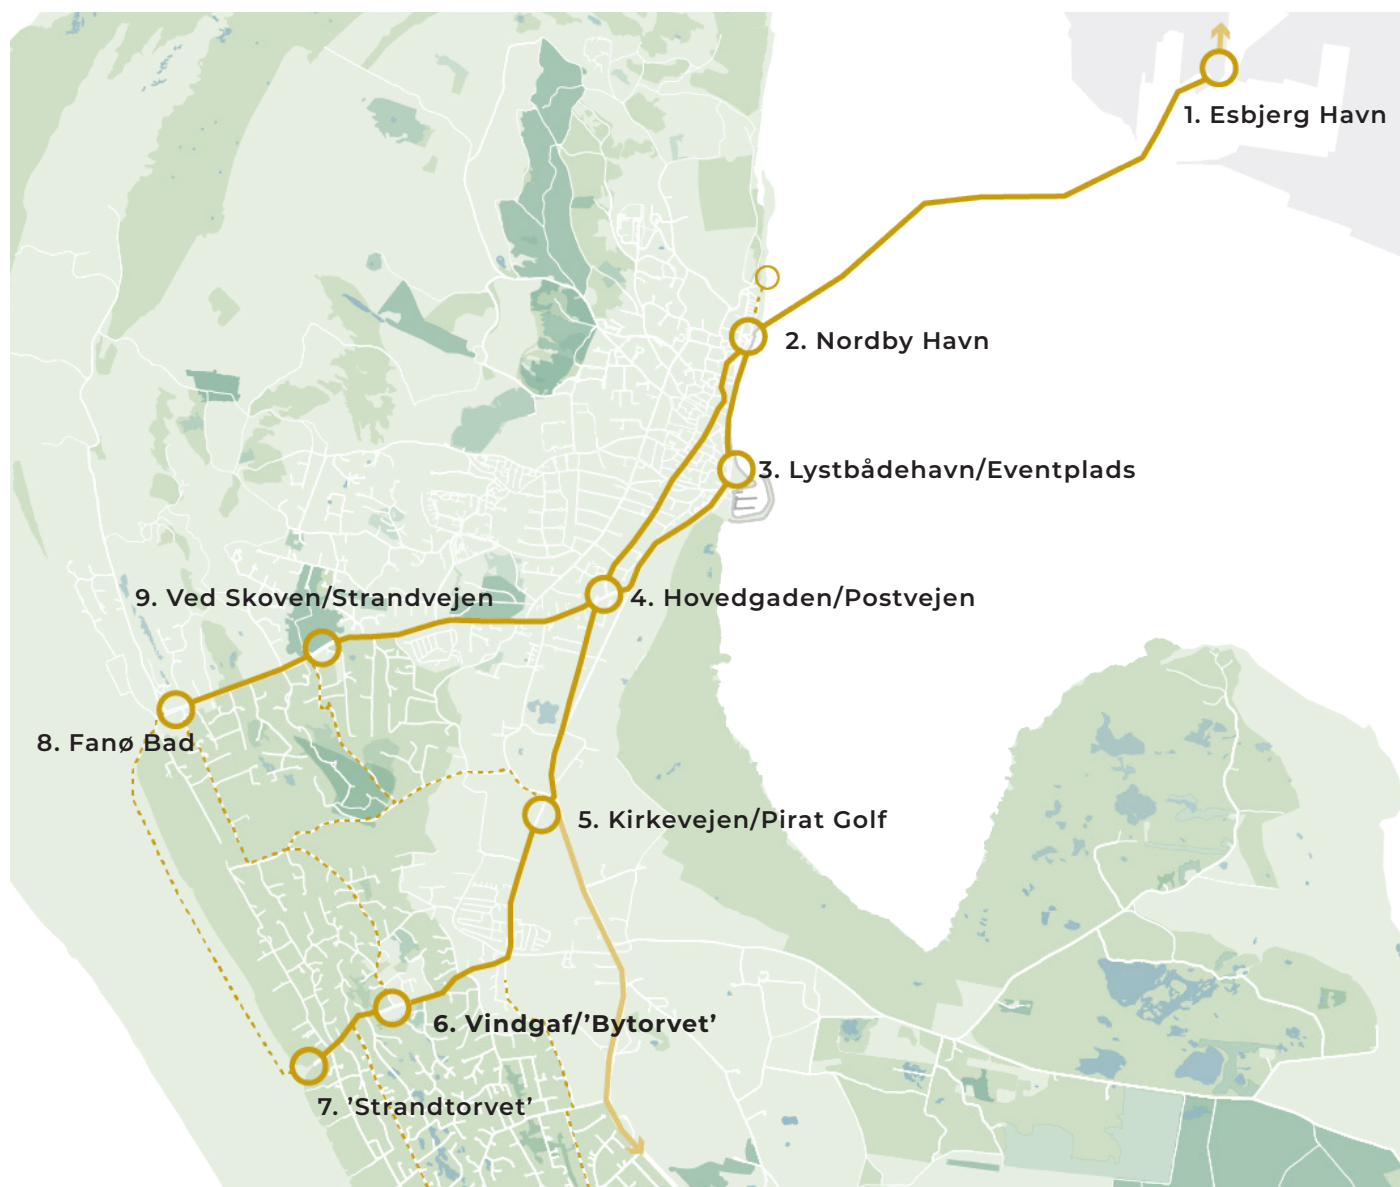 1. Esbjerg Havn
2. Nordby Havn
3. Lystbådehavn/Eventplads
9. Ved Skoven/Strandvejen
4. Hovedgaden/Postvejen
8. Fanø Bad
5. Kirkevejen/Pirat Golf
6. Vindgaf/’Bytorvet’
7. ’Strandtorvet’